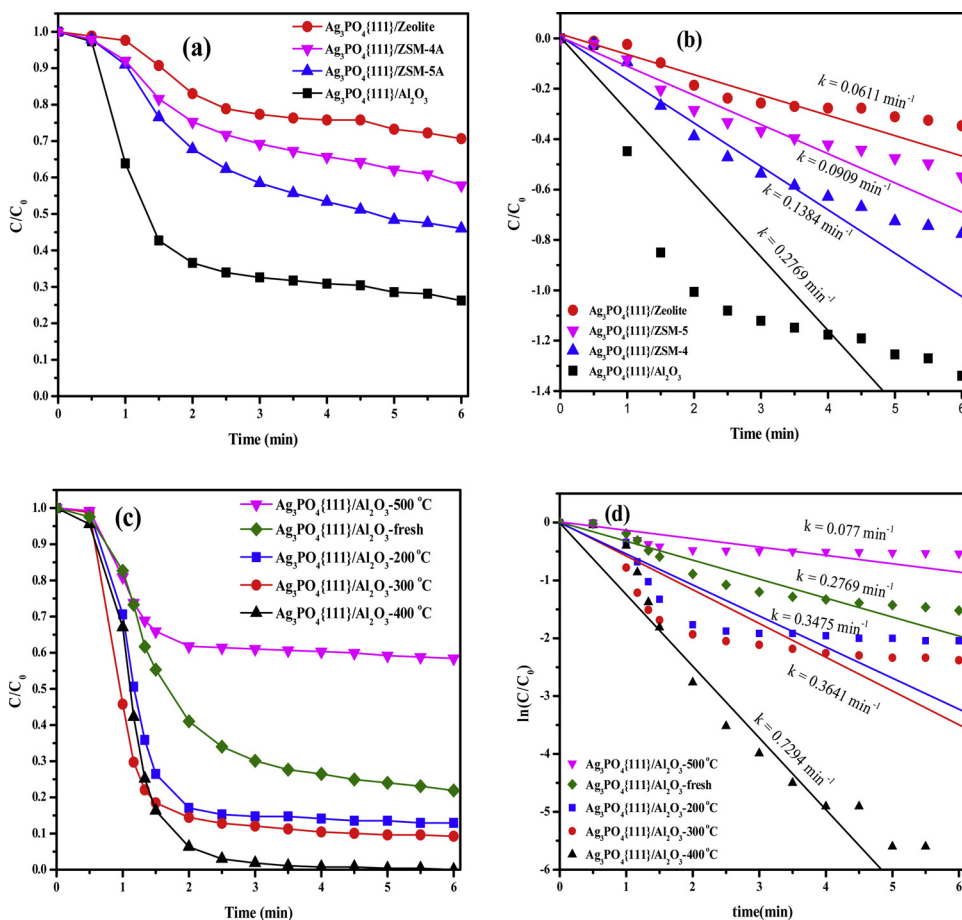 (a)
Ag₃PO₄{111}/Zeolite
Ag₃PO₄{111}/ZSM-4A
Ag₃PO₄{111}/ZSM-5A
Ag₃PO₄{111}/Al₂O₃
C/C₀
1.0
0.9
0.8
0.7
0.6
0.5
0.4
0.3
0.2
0.1
0.0
0 1 2 3 4 5 6
Time (min)
(b)
k = 0.0611 min⁻¹
k = 0.0909 min⁻¹
k = 0.1384 min⁻¹
k = 0.2769 min⁻¹
Ag₃PO₄{111}/Zeolite
Ag₃PO₄{111}/ZSM-5
Ag₃PO₄{111}/ZSM-4
Ag₃PO₄{111}/Al₂O₃
C/C₀
0.0
-0.2
-0.4
-0.6
-0.8
-1.0
-1.2
-1.4
0 1 2 3 4 5 6
Time (min)
(c)
Ag₃PO₄{111}/Al₂O₃-500 °C
Ag₃PO₄{111}/Al₂O₃-fresh
Ag₃PO₄{111}/Al₂O₃-200 °C
Ag₃PO₄{111}/Al₂O₃-300 °C
Ag₃PO₄{111}/Al₂O₃-400 °C
C/C₀
1.0
0.9
0.8
0.7
0.6
0.5
0.4
0.3
0.2
0.1
0.0
0 1 2 3 4 5 6
Time (min)
(d)
k = 0.077 min⁻¹
k = 0.2769 min⁻¹
k = 0.3475 min⁻¹
k = 0.3641 min⁻¹
k = 0.7294 min⁻¹
Ag₃PO₄{111}/Al₂O₃-500 °C
Ag₃PO₄{111}/Al₂O₃-fresh
Ag₃PO₄{111}/Al₂O₃-200 °C
Ag₃PO₄{111}/Al₂O₃-300 °C
Ag₃PO₄{111}/Al₂O₃-400 °C
ln(C/C₀)
0
-1
-2
-3
-4
-5
-6
0 1 2 3 4 5 6
time(min)